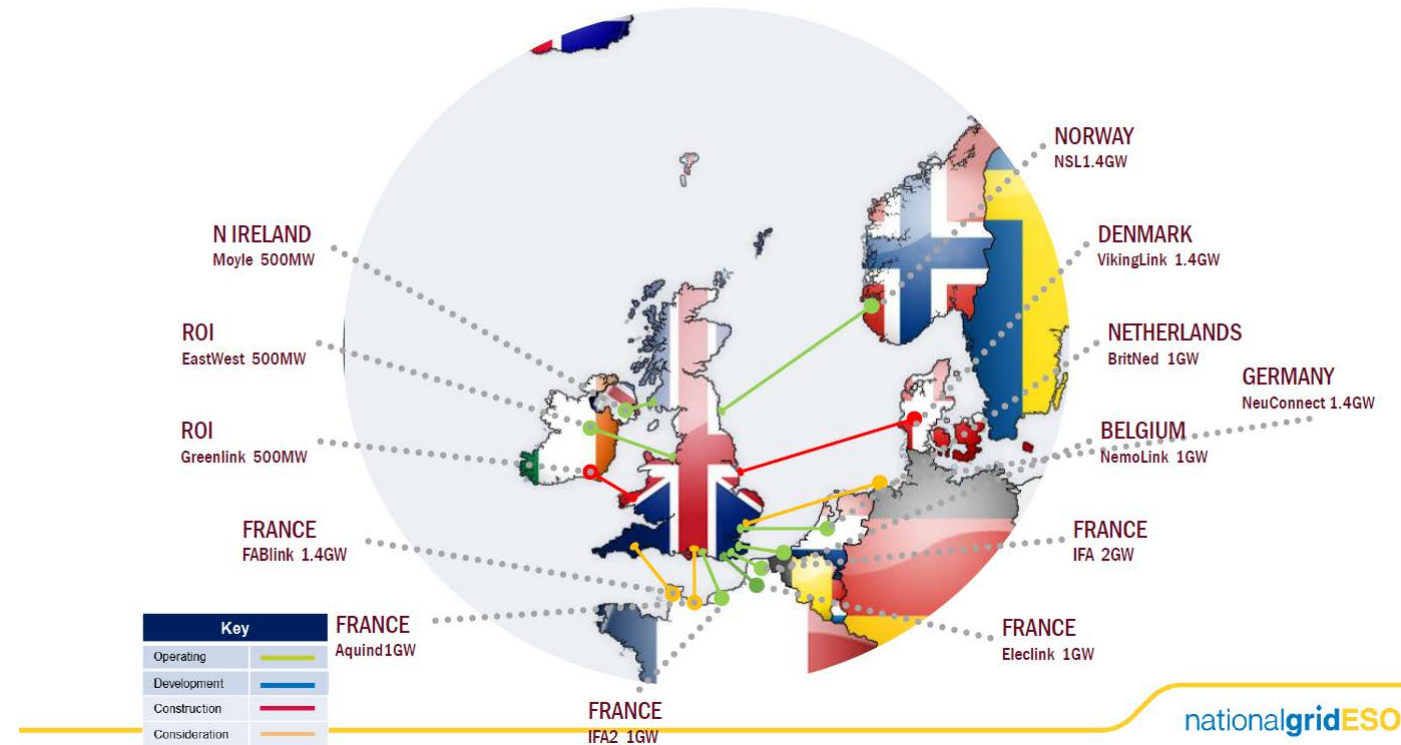 NORWAY
NSL1.4GW
N IRELAND
Moyle 500MW
DENMARK
VikingLink 1.4GW
ROI
EastWest 500MW
NETHERLANDS
BritNed 1GW
GERMANY
NeuConnect 1.4GW
ROI
Greenlink 500MW
BELGIUM
NemoLink 1GW
FRANCE
FABlink 1.4GW
FRANCE
IFA 2GW
FRANCE
Aquind1GW
FRANCE
Eleclink 1GW
FRANCE
IFA2 1GW
Key
Operating
Development
Construction
Consideration
nationalgridESO